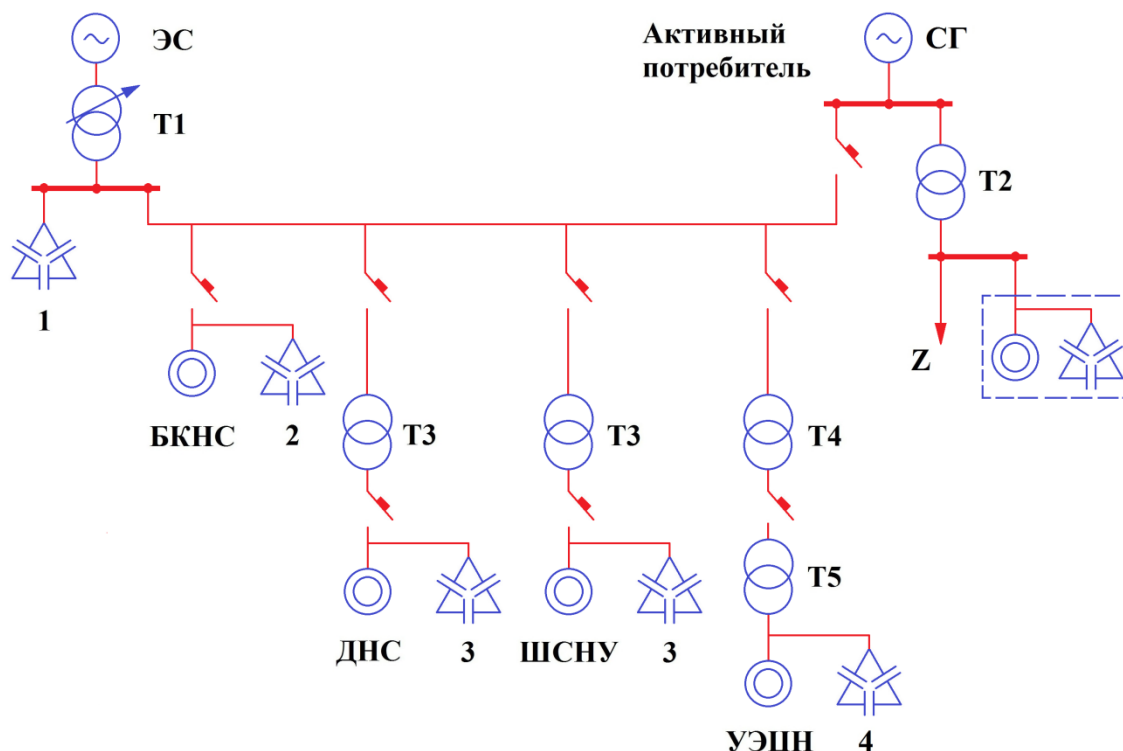 ЭС
Активный
потребитель
СГ
Т1
Т2
1
Z
БКНС
2
Т3
Т3
Т4
Т5
ДНС
3
ШСНУ
3
УЭЦН
4